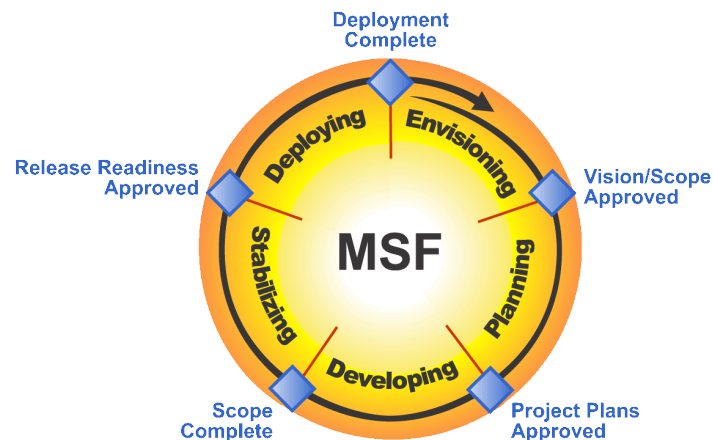 Deployment
Complete
Deploying
Envisioning
Release Readiness
Approved
Vision/Scope
Approved
MSF
Stabilizing
Planning
Developing
Scope
Complete
Project Plans
Approved